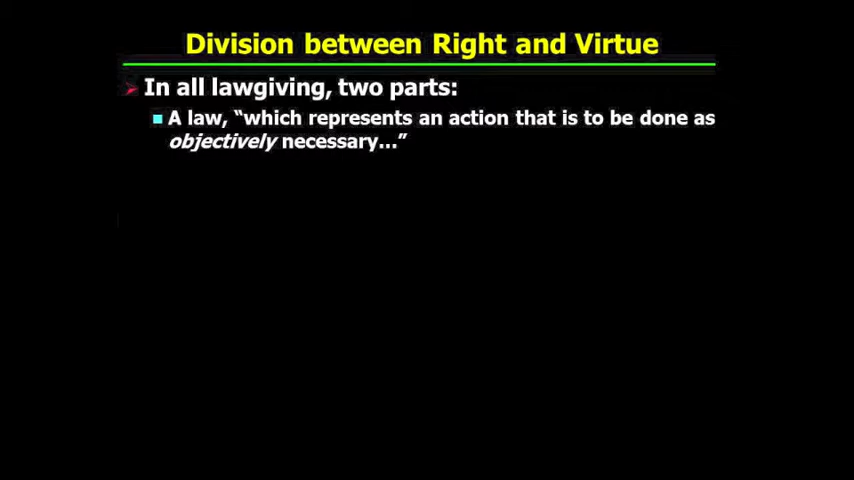 Division between Right and Virtue
In all lawgiving, two parts:
A law, “which represents an action that is to be done as
objectively necessary…”